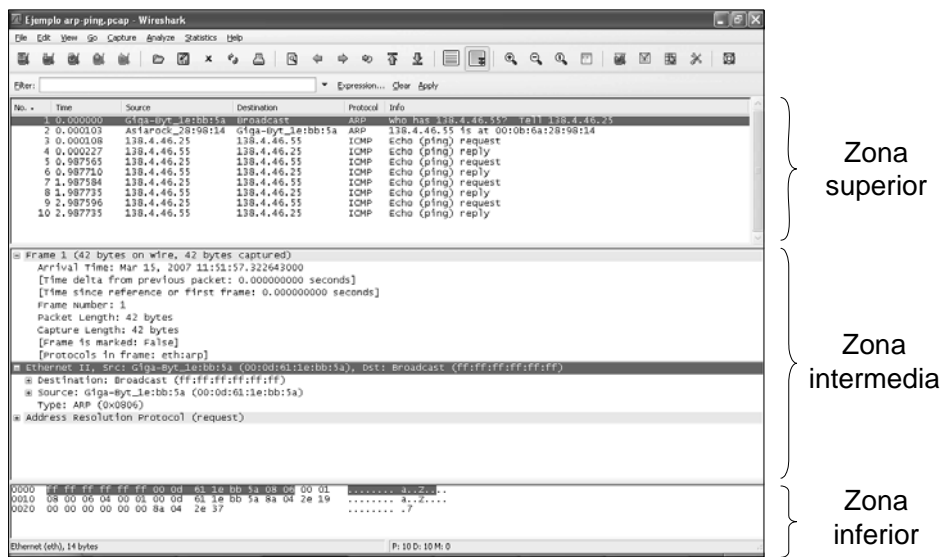 Ejemplo arp-ping.pcap - Wireshark
File Edit View Go Capture Analyze Statistics Help
Filter: Expression... Clear Apply
No. - Time Source Destination Protocol Info
1 0.000000 Giga-Byt_1e:bb:5a Broadcast ARP who has 138.4.46.55? Tell 138.4.46.25
2 0.000103 Asiarock_28:98:14 Giga-Byt_1e:bb:5a ARP 138.4.46.55 is at 00:0b:6a:28:98:14
3 0.000108 138.4.46.25 138.4.46.55 ICMP Echo (ping) request
4 0.000227 138.4.46.55 138.4.46.25 ICMP Echo (ping) reply
5 0.987565 138.4.46.25 138.4.46.55 ICMP Echo (ping) request
6 0.987710 138.4.46.55 138.4.46.25 ICMP Echo (ping) reply
7 1.987584 138.4.46.25 138.4.46.55 ICMP Echo (ping) request
8 1.987735 138.4.46.55 138.4.46.25 ICMP Echo (ping) reply
9 2.987596 138.4.46.25 138.4.46.55 ICMP Echo (ping) request
10 2.987735 138.4.46.55 138.4.46.25 ICMP Echo (ping) reply
Zona
superior
Frame 1 (42 bytes on wire, 42 bytes captured)
Arrival Time: Mar 15, 2007 11:51:57.322643000
[Time delta from previous packet: 0.000000000 seconds]
[Time since reference or first frame: 0.000000000 seconds]
Frame Number: 1
Packet Length: 42 bytes
Capture Length: 42 bytes
[Frame is marked: False]
[Protocols in frame: eth:arp]
Ethernet II, Src: Giga-Byt_1e:bb:5a (00:0d:61:1e:bb:5a), Dst: Broadcast (ff:ff:ff:ff:ff:ff)
Destination: Broadcast (ff:ff:ff:ff:ff:ff)
Source: Giga-Byt_1e:bb:5a (00:0d:61:1e:bb:5a)
Type: ARP (0x0806)
Address Resolution Protocol (request)
Zona
intermedia
0000 ff ff ff ff ff ff 00 0d 61 1e bb 5a 08 06 00 01 ........ a..Z....
0010 08 00 06 04 00 01 00 0d 61 1e bb 5a 8a 04 2e 19 ........ a..Z....
0020 00 00 00 00 00 00 8a 04 2e 37 ........ .7
Zona
inferior
Ethernet (eth), 14 bytes P: 10 D: 10 M: 0